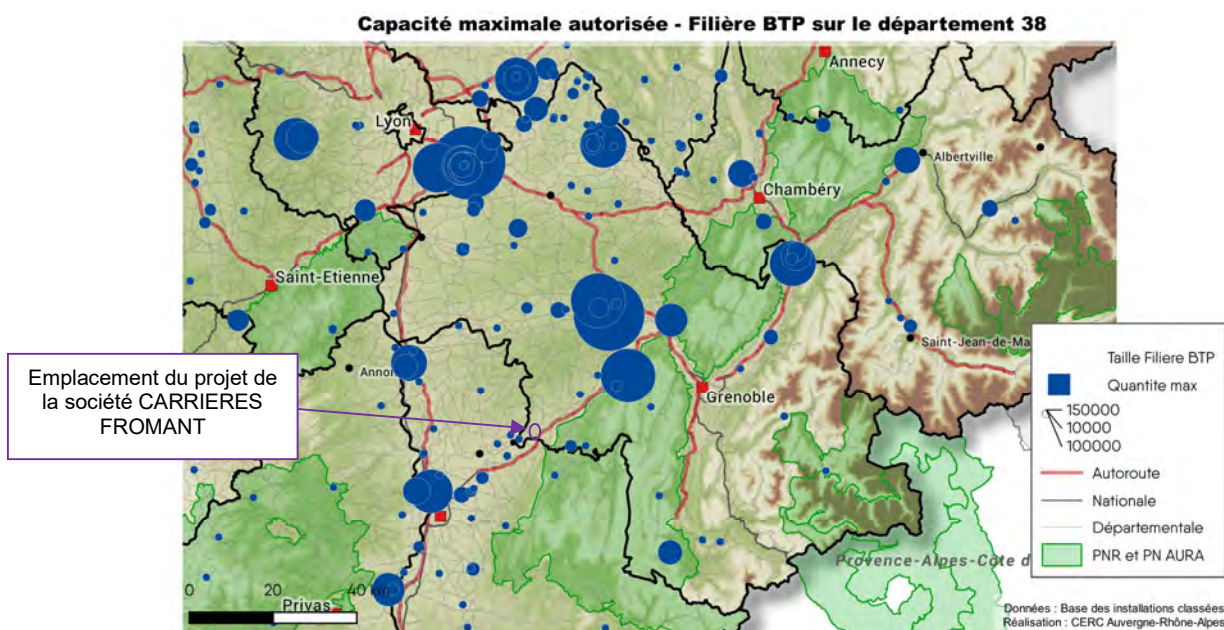 Capacité maximale autorisée - Filière BTP sur le département 38
Annecy
Lyon
Albertville
Chambéry
Saint-Etienne
Saint-Jean-de-Ma
Emplacement du projet de
la société CARRIERES
FROMANT
Annon
Grenoble
Taille Filiere BTP
Quantite max
150000
10000
100000
Autoroute
Nationale
Départementale
PNR et PN AURA
Provence-Alpes-Côte d
0 20 40 km
Privas
Données : Base des installations classées
Réalisation : CERC Auvergne-Rhône-Alpes